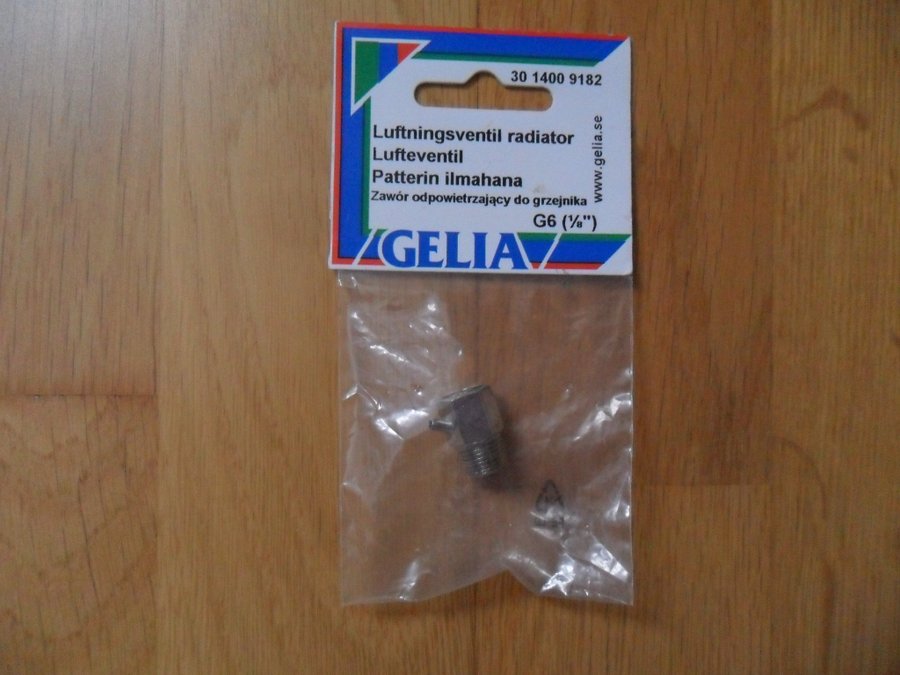 30 1400 9182
Luftningsventil radiator
Lufteventil
Patterin ilmahana
Zawór odpowietrzający do grzejnika
G6 (⅛")
www.gelia.se
GELIA